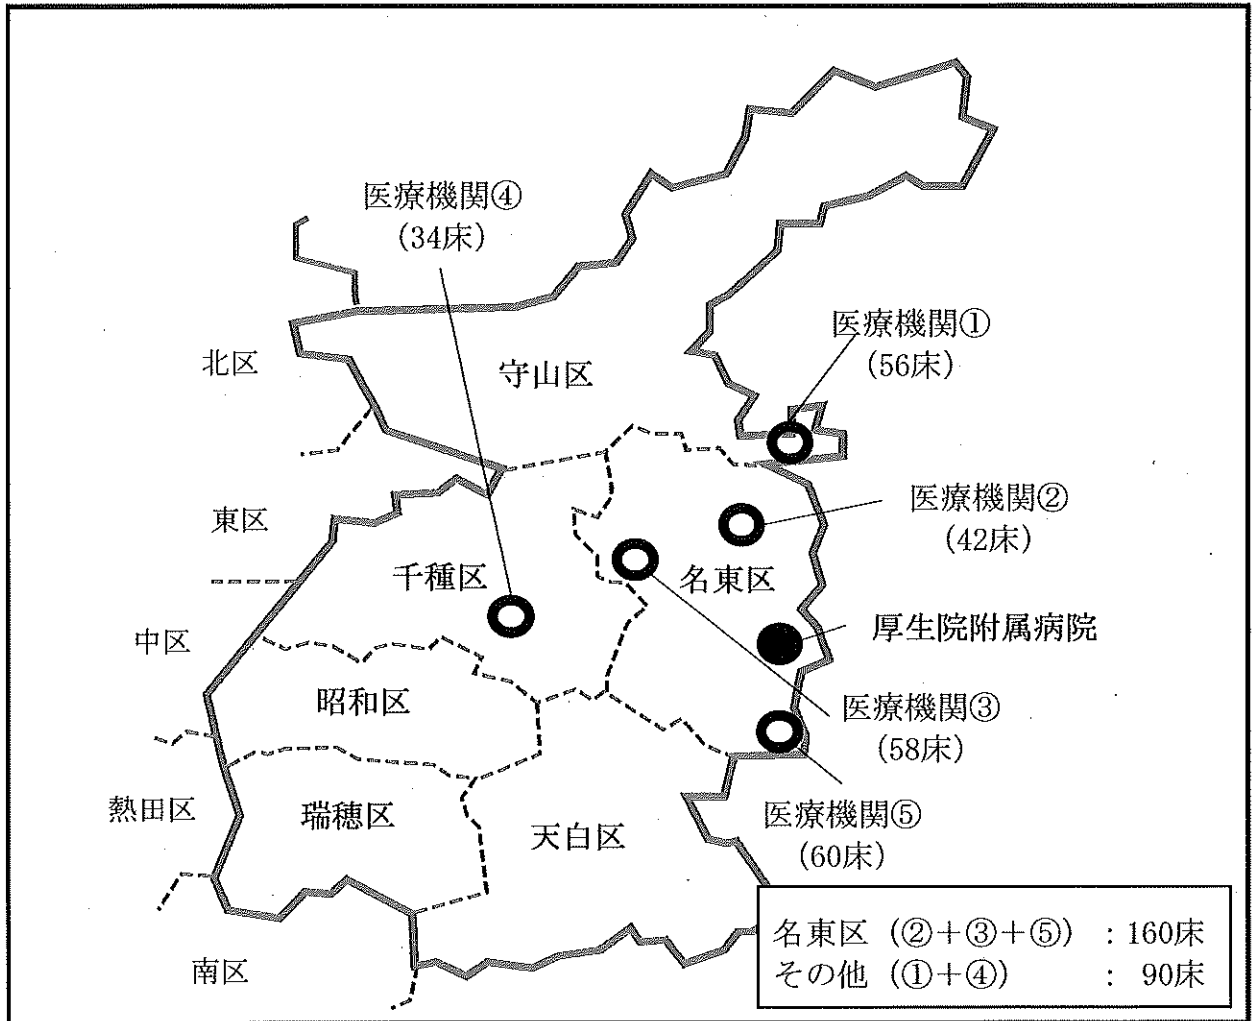 医療機関④
(34床)
医療機関①
(56床)
北区
守山区
医療機関②
(42床)
東区
千種区
名東区
厚生院附属病院
中区
昭和区
医療機関③
(58床)
熱田区
瑞穂区
天白区
医療機関⑤
(60床)
南区
名東区 (②+③+⑤) : 160床
その他 (①+④) : 90床